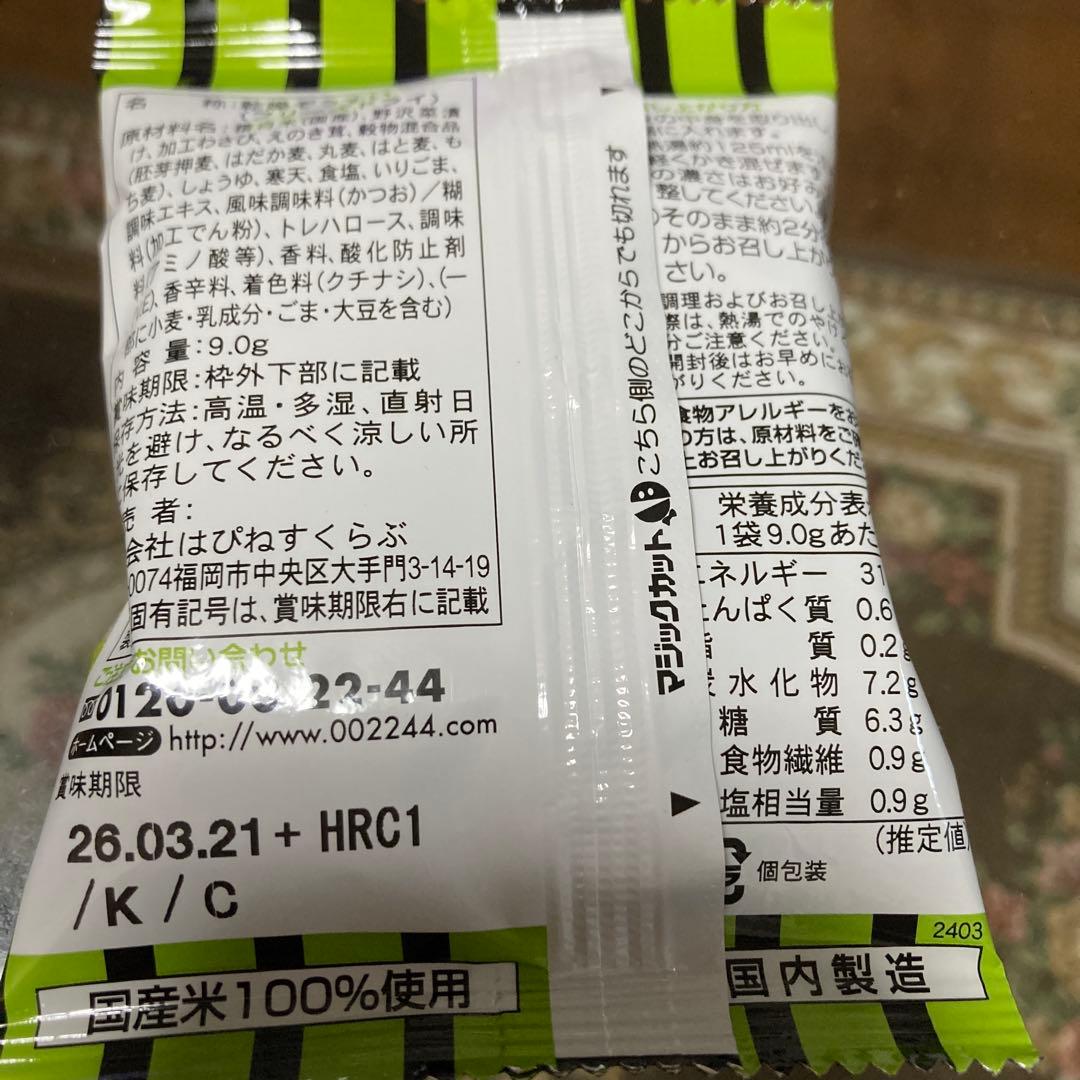 原材料名
け、加工わさび、えのき茸、穀物混合品
(胚芽押麦、はだか麦、丸麦、はと麦、も
ち麦)、しょうゆ、寒天、食塩、いりごま、
調味エキス、風味調味料(かつお)/糊
料(加工でん粉)、トレハロース、調味
ミノ酸等)、香料、酸化防止剤
香辛料、着色料(クチナシ)、(一
部に小麦・乳成分・ごま・大豆を含む)
内容量:9.0g
賞味期限:枠外下部に記載
保存方法:高温・多湿、直射日
光を避け、なるべく涼しい所
保存してください。
売者:
会社はぴねすくらぶ
0074福岡市中央区大手門3-14-19
固有記号は、賞味期限右に記載
お問い合わせ
22-44
ホームページ http://www.002244.com
賞味期限
26.03.21+ HRC1
/K/C
国産米100%使用
マジックカット こちら側のどこからでも切れます
に入れます。
約125mlを
軽くかき混ぜます
の濃さはお好み
整してください
そのまま約2分
からお召し上が
さい。
調理およびお召し上
際は、熱湯でのやけ
分ご注意ください。
開封後はお早めにお
がりください。
食物アレルギーをお
の方は、原材料をご確
上お召し上がりくだ
栄養成分表
1袋9.0gあた
エネルギー 31
たんぱく質 0.6
脂質 0.2g
炭水化物 7.2g
糖質 6.3g
食物繊維 0.9g
塩相当量 0.9g
(推定値)
個包装
2403
国内製造